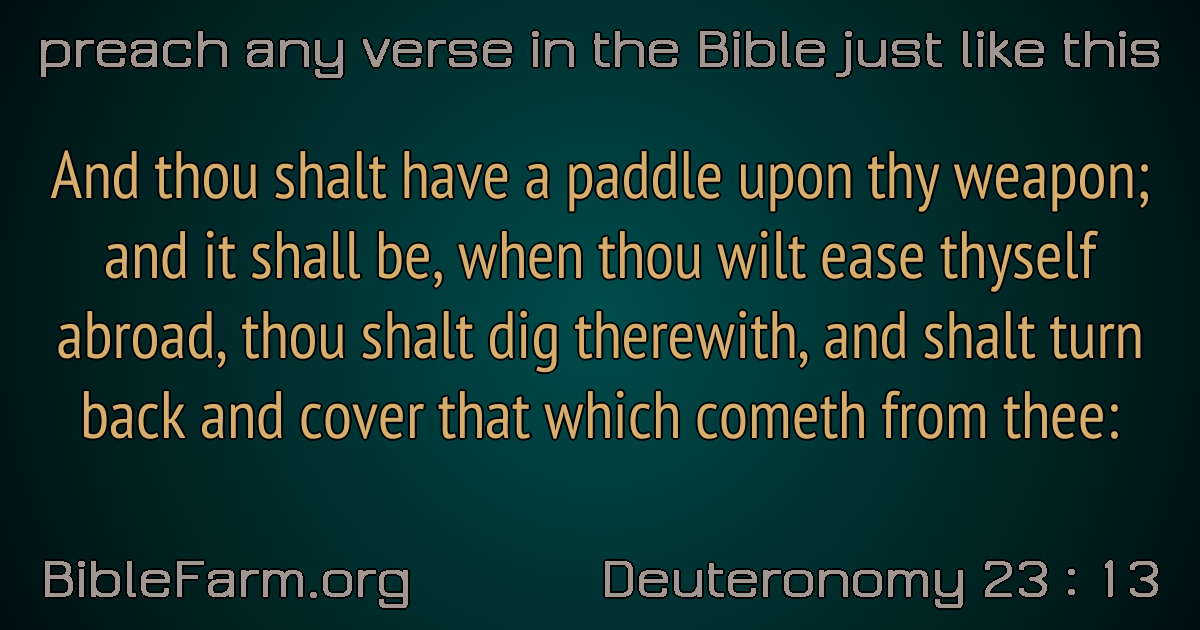 preach any verse in the Bible just like this
And thou shalt have a paddle upon thy weapon;
and it shall be, when thou wilt ease thyself
abroad, thou shalt dig therewith, and shalt turn
back and cover that which cometh from thee:
BibleFarm.org
Deuteronomy 23 : 13